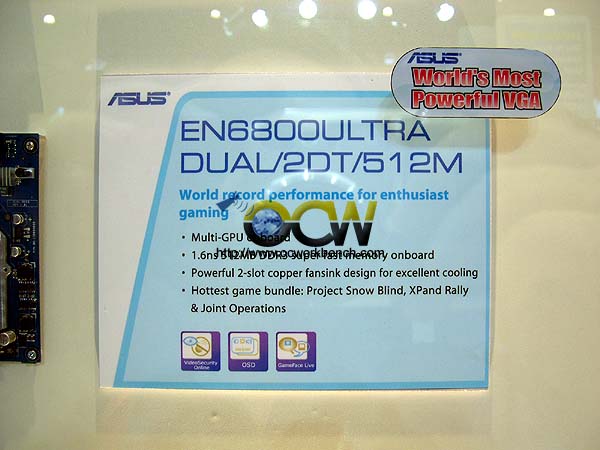 ASUS
World's Most
Powerful VGA
ASUS
EN6800ULTRA
DUAL/2DT/512M
World record performance for enthusiast
gaming
OCW
http://www.ocworkbench.com
• Multi-GPU onboard
• 1.6ns 512MB DDR3 super fast memory onboard
• Powerful 2-slot copper fansink design for excellent cooling
• Hottest game bundle: Project Snow Blind, XPand Rally
& Joint Operations
VideoSecurity
Online
OSD
GameFace Live